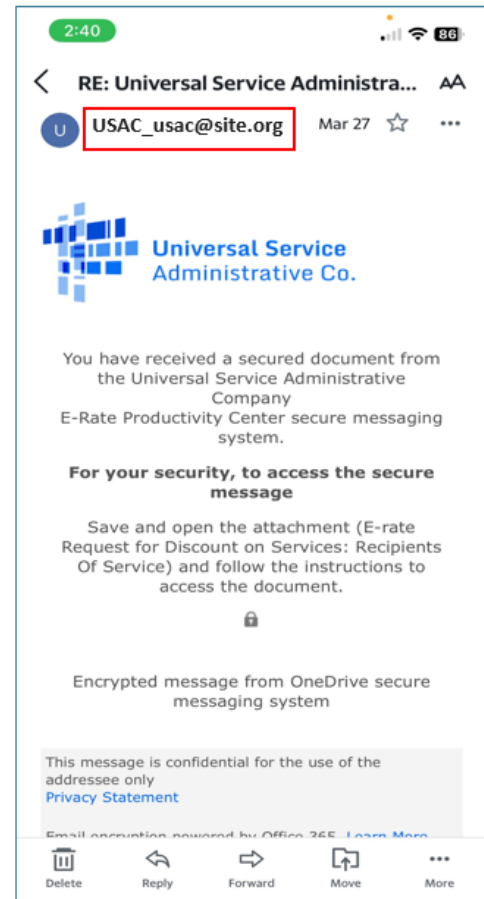 2:40
86
RE: Universal Service Administra... AA
U USAC_usac@site.org Mar 27
Universal Service
Administrative Co.
You have received a secured document from
the Universal Service Administrative
Company
E-Rate Productivity Center secure messaging
system.
For your security, to access the secure
message
Save and open the attachment (E-rate
Request for Discount on Services: Recipients
Of Service) and follow the instructions to
access the document.
Encrypted message from OneDrive secure
messaging system
This message is confidential for the use of the
addressee only
Privacy Statement
Email encryption powered by Office 365. Learn More
Delete Reply Forward Move More